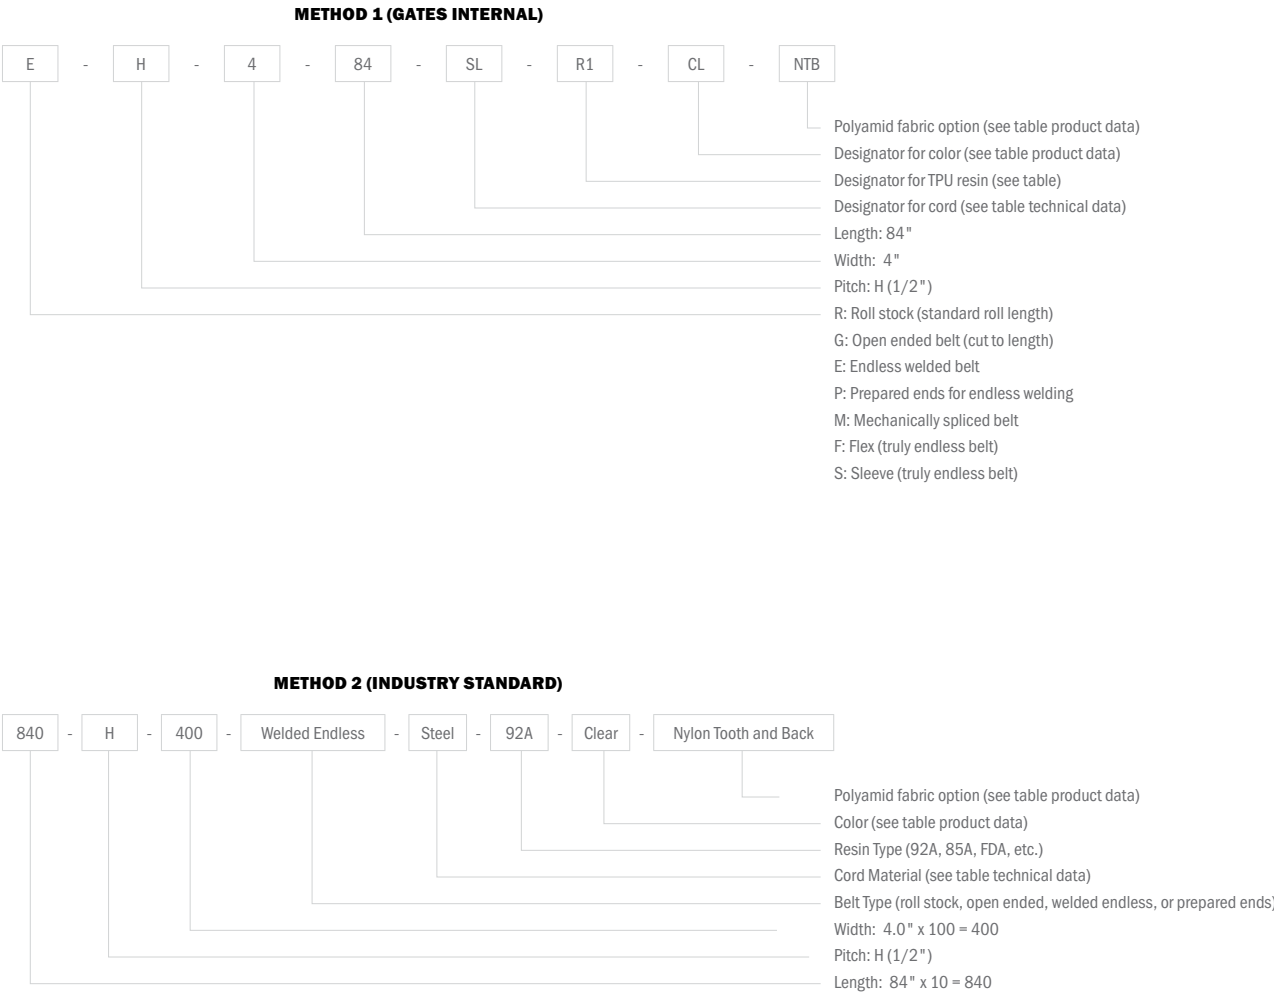 METHOD 1 (GATES INTERNAL)
E - H - 4 - 84 - SL - R1 - CL - NTB
Polyamid fabric option (see table product data)
Designator for color (see table product data)
Designator for TPU resin (see table)
Designator for cord (see table technical data)
Length: 84"
Width: 4"
Pitch: H (1/2")
R: Roll stock (standard roll length)
G: Open ended belt (cut to length)
E: Endless welded belt
P: Prepared ends for endless welding
M: Mechanically spliced belt
F: Flex (truly endless belt)
S: Sleeve (truly endless belt)
METHOD 2 (INDUSTRY STANDARD)
840 - H - 400 - Welded Endless - Steel - 92A - Clear - Nylon Tooth and Back
Polyamid fabric option (see table product data)
Color (see table product data)
Resin Type (92A, 85A, FDA, etc.)
Cord Material (see table technical data)
Belt Type (roll stock, open ended, welded endless, or prepared ends)
Width: 4.0" x 100 = 400
Pitch: H (1/2")
Length: 84" x 10 = 840